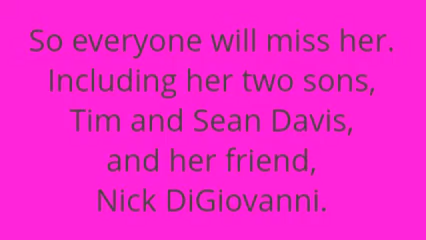 So everyone will miss her.
Including her two sons,
Tim and Sean Davis,
and her friend,
Nick DiGiovanni.